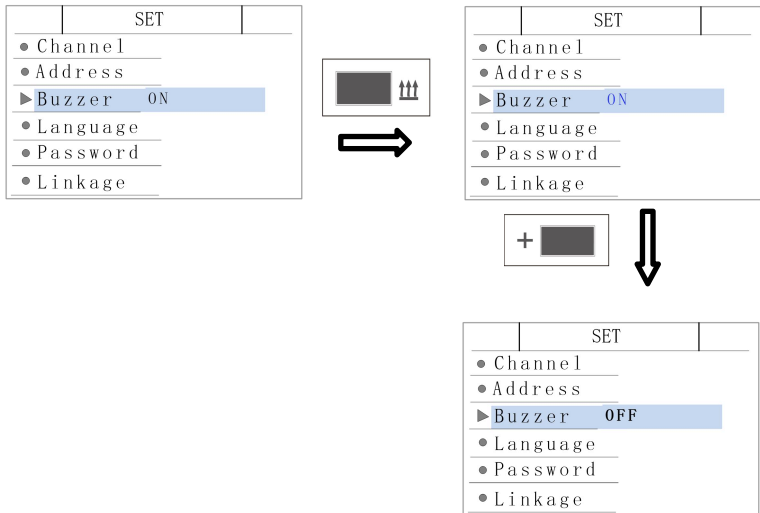 SET
Channel
Address
Buzzer ON
Language
Password
Linkage
SET
Channel
Address
Buzzer ON
Language
Password
Linkage
+
SET
Channel
Address
Buzzer OFF
Language
Password
Linkage